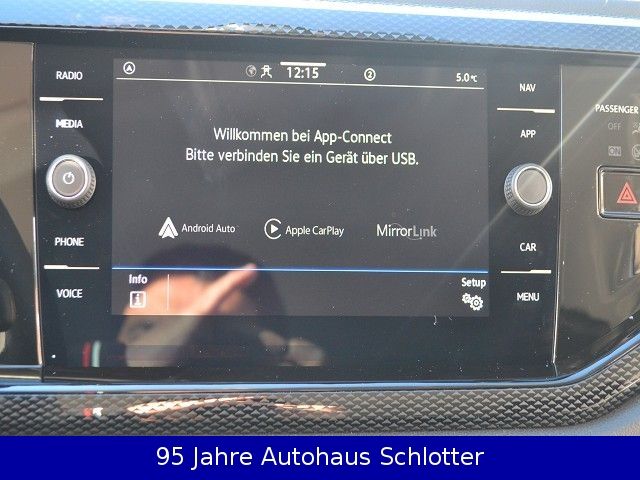 RADIO
MEDIA
PHONE
VOICE
12:15
2
5.0°C
Willkommen bei App-Connect
Bitte verbinden Sie ein Gerät über USB.
Android Auto
Apple CarPlay
MirrorLink
Info
Setup
NAV
APP
CAR
MENU
PASSENGER
OFF
ON
95 Jahre Autohaus Schlotter